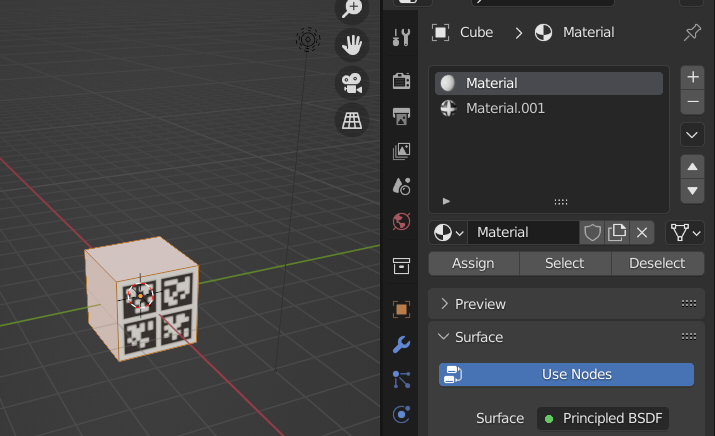 Cube > Material
Material
Material.001
Material
Assign Select Deselect
Preview
Surface
Use Nodes
Surface Principled BSDF